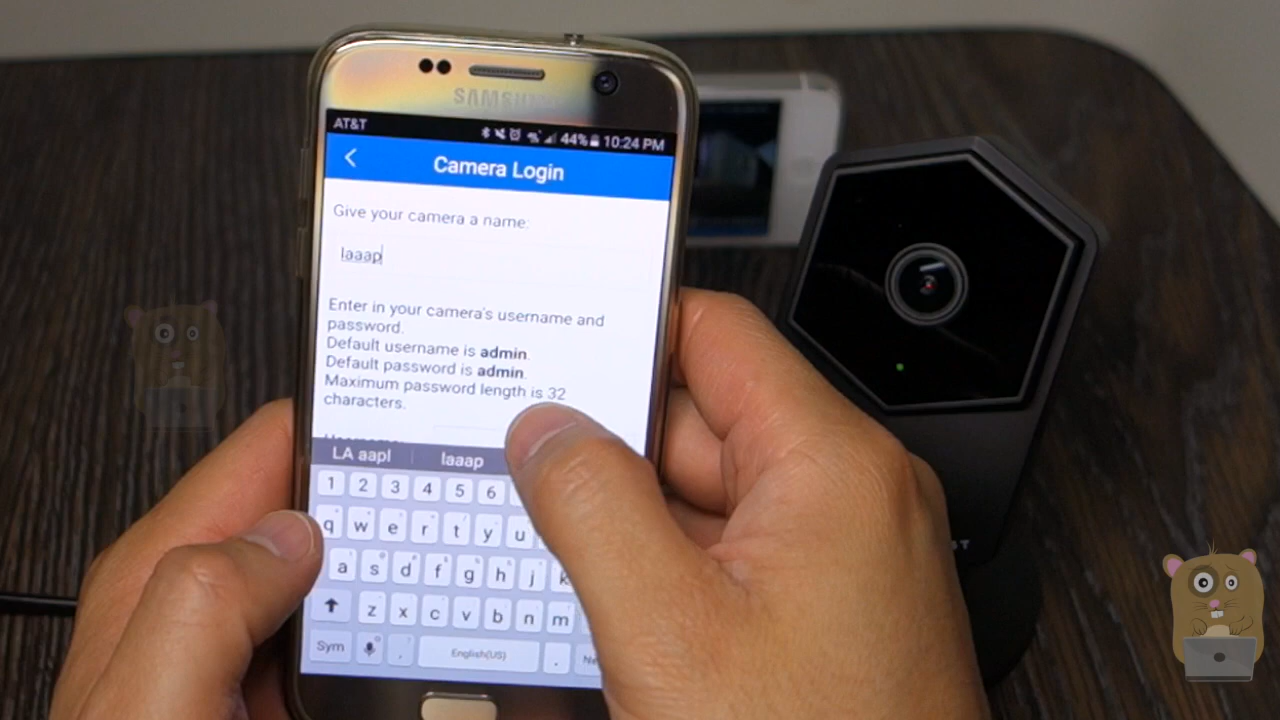 SAMSUNG
AT&T 44% 10:24 PM
Camera Login
Give your camera a name:
laaap
Enter in your camera's username and
password.
Default username is admin.
Default password is admin.
Maximum password length is 32
characters.
LA aapl laaap
1 2 3 4 5 6
q w e r t y u
a s d f g h j k
z x c v b n m
Sym , English(US) .